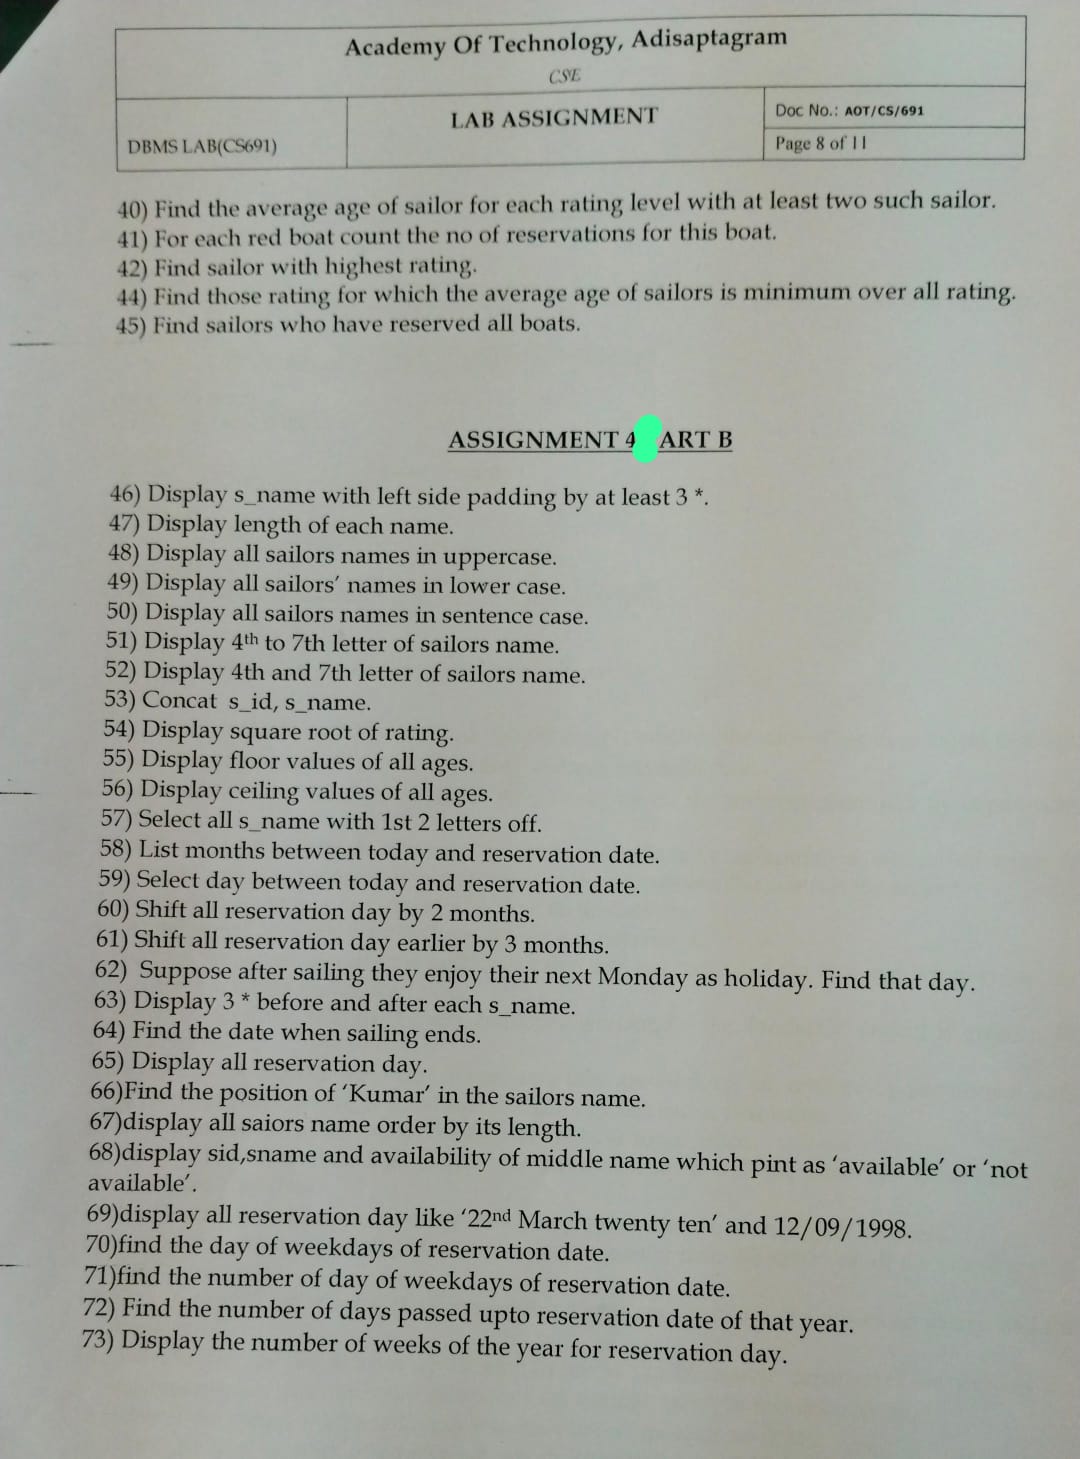 Academy Of Technology, Adisaptagram
CSE
DBMS LAB(CS691)
LAB ASSIGNMENT
Doc No.: AOT/CS/691
Page 8 of 11
40) Find the average age of sailor for each rating level with at least two such sailor.
41) For each red boat count the no of reservations for this boat.
42) Find sailor with highest rating.
44) Find those rating for which the average age of sailors is minimum over all rating.
45) Find sailors who have reserved all boats.
ASSIGNMENT 4 ART B
46) Display s_name with left side padding by at least 3 *.
47) Display length of each name.
48) Display all sailors names in uppercase.
49) Display all sailors’ names in lower case.
50) Display all sailors names in sentence case.
51) Display 4th to 7th letter of sailors name.
52) Display 4th and 7th letter of sailors name.
53) Concat s_id, s_name.
54) Display square root of rating.
55) Display floor values of all ages.
56) Display ceiling values of all ages.
57) Select all s_name with 1st 2 letters off.
58) List months between today and reservation date.
59) Select day between today and reservation date.
60) Shift all reservation day by 2 months.
61) Shift all reservation day earlier by 3 months.
62) Suppose after sailing they enjoy their next Monday as holiday. Find that day.
63) Display 3 * before and after each s_name.
64) Find the date when sailing ends.
65) Display all reservation day.
66)Find the position of ‘Kumar’ in the sailors name.
67)display all saiors name order by its length.
68)display sid,sname and availability of middle name which pint as ‘available’ or ‘not
available’.
69)display all reservation day like ‘22nd March twenty ten’ and 12/09/1998.
70)find the day of weekdays of reservation date.
71)find the number of day of weekdays of reservation date.
72) Find the number of days passed upto reservation date of that year.
73) Display the number of weeks of the year for reservation day.